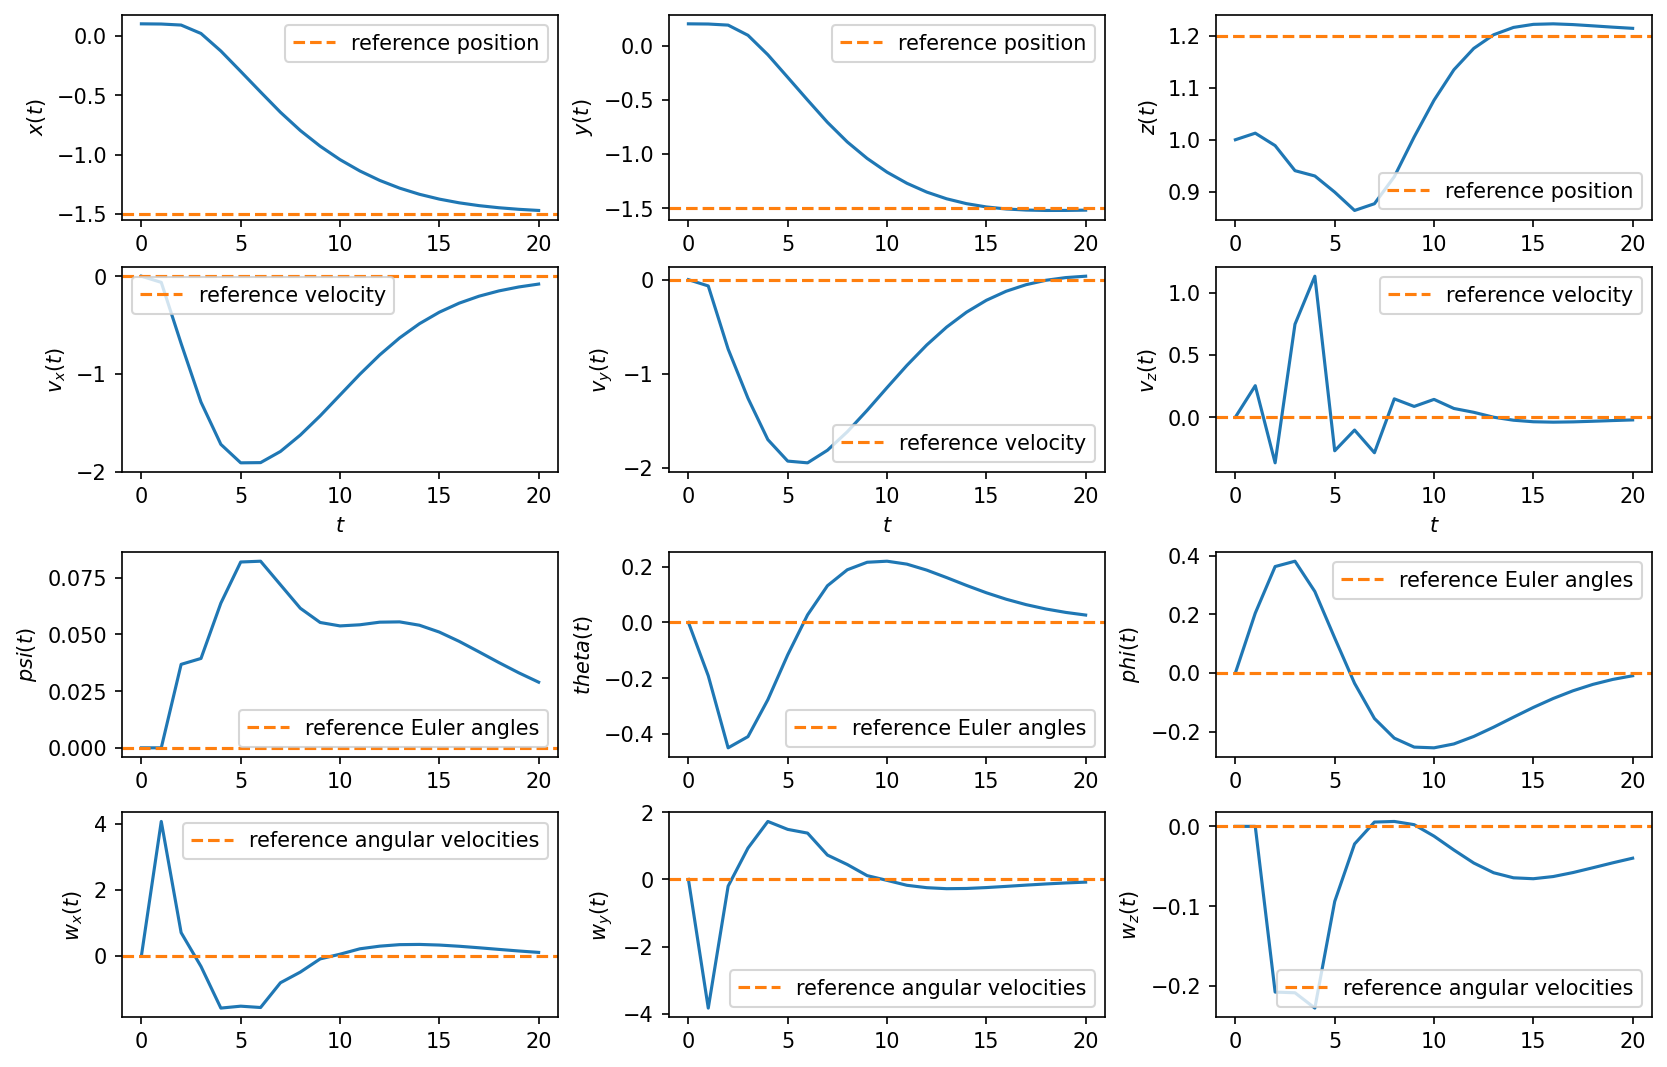 x(t)
0.0
−0.5
−1.0
−1.5
0 5 10 15 20
reference position
y(t)
0.0
−0.5
−1.0
−1.5
0 5 10 15 20
reference position
z(t)
1.2
1.1
1.0
0.9
0 5 10 15 20
reference position
v_x(t)
0
−1
−2
0 5 10 15 20
t
reference velocity
v_y(t)
0
−1
−2
0 5 10 15 20
t
reference velocity
v_z(t)
1.0
0.5
0.0
0 5 10 15 20
t
reference velocity
psi(t)
0.075
0.050
0.025
0.000
0 5 10 15 20
reference Euler angles
theta(t)
0.2
0.0
−0.2
−0.4
0 5 10 15 20
reference Euler angles
phi(t)
0.4
0.2
0.0
−0.2
0 5 10 15 20
reference Euler angles
w_x(t)
4
2
0
0 5 10 15 20
reference angular velocities
w_y(t)
2
0
−2
−4
0 5 10 15 20
reference angular velocities
w_z(t)
0.0
−0.1
−0.2
0 5 10 15 20
reference angular velocities